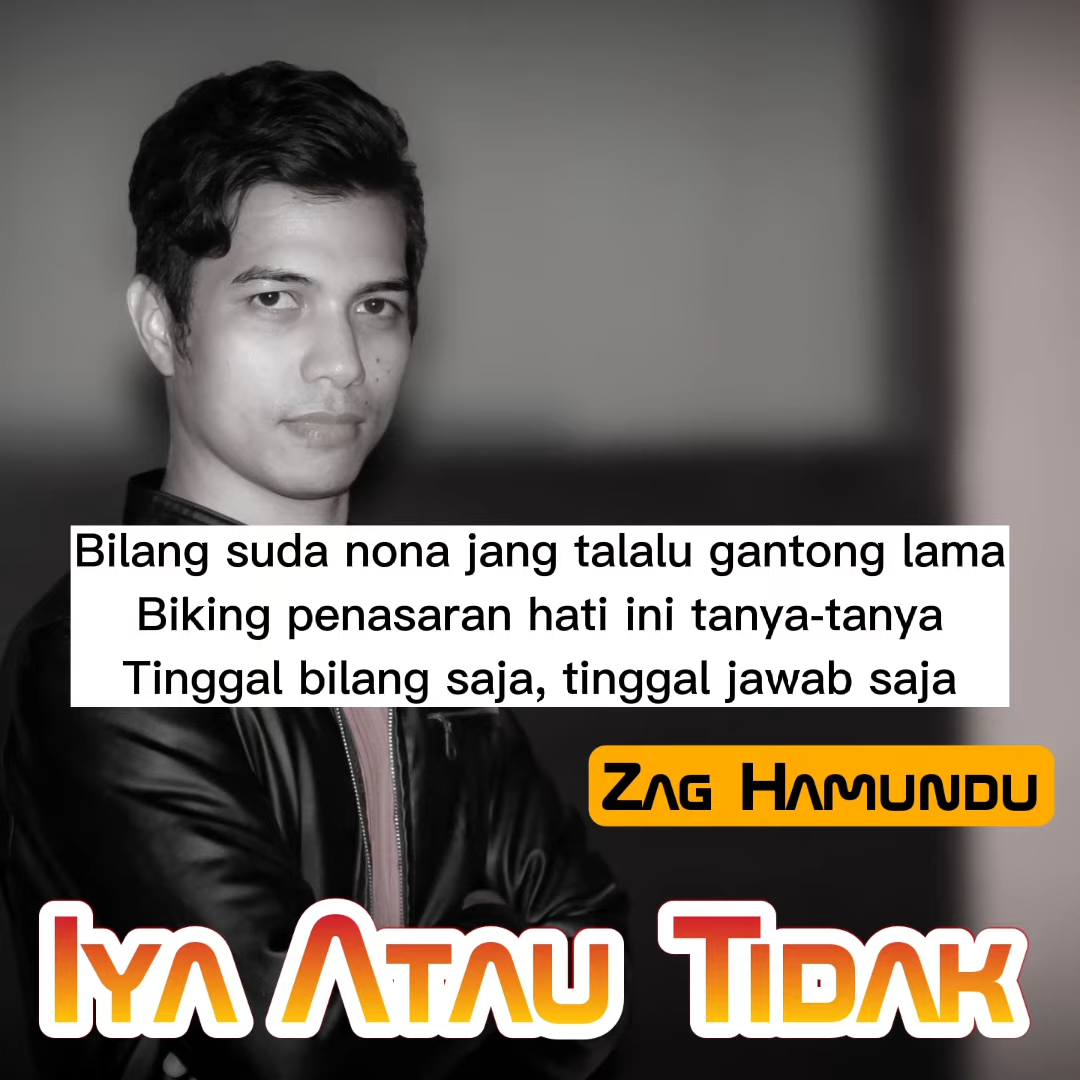 Bilang suda nona jang talalu gantong lama
Biking penasaran hati ini tanya-tanya
Tinggal bilang saja, tinggal jawab saja
Zag Hamundu
Iya Atau Tidak